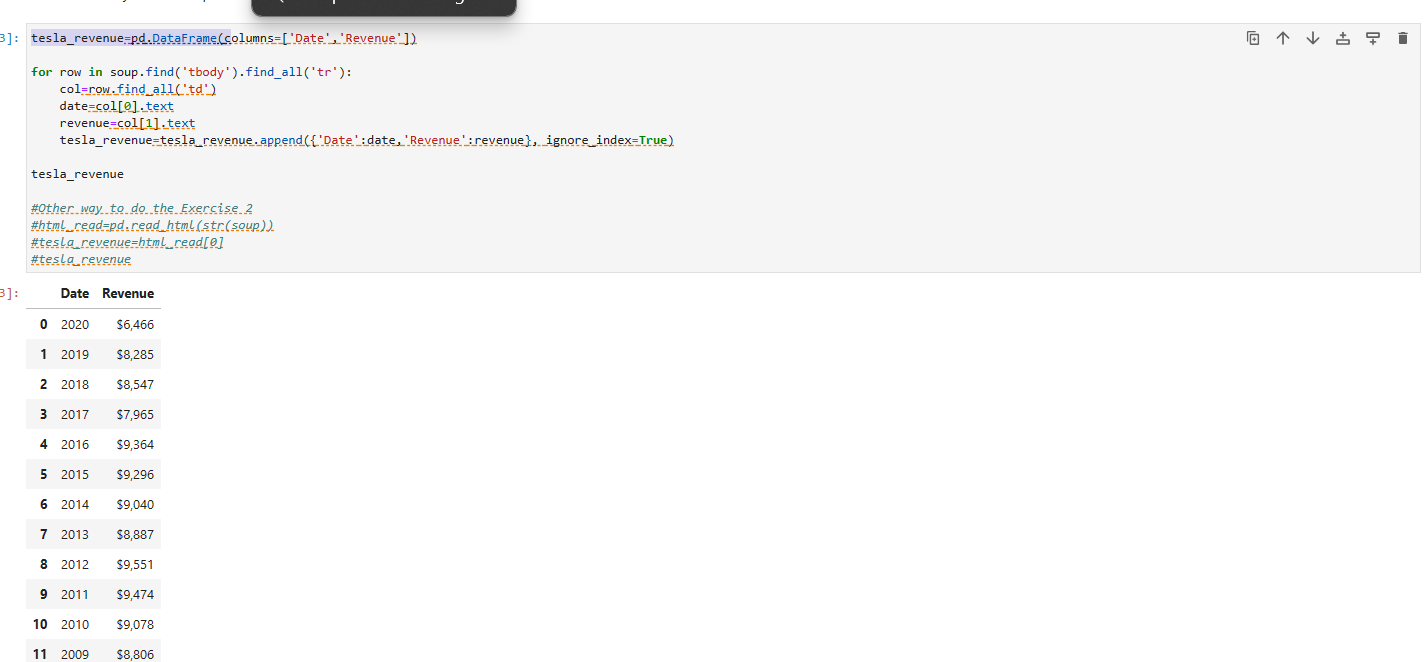 3]:
tesla_revenue=pd.DataFrame(columns=['Date','Revenue'])
for row in soup.find('tbody').find_all('tr'):
    col=row.find_all('td')
    date=col[0].text
    revenue=col[1].text
    tesla_revenue=tesla_revenue.append({'Date':date,'Revenue':revenue}, ignore_index=True)
tesla_revenue
#Other way to do the Exercise 2
#html_read=pd.read_html(str(soup))
#tesla_revenue=html_read[0]
#tesla_revenue
3]:
Date Revenue
0 2020 $6,466
1 2019 $8,285
2 2018 $8,547
3 2017 $7,965
4 2016 $9,364
5 2015 $9,296
6 2014 $9,040
7 2013 $8,887
8 2012 $9,551
9 2011 $9,474
10 2010 $9,078
11 2009 $8,806